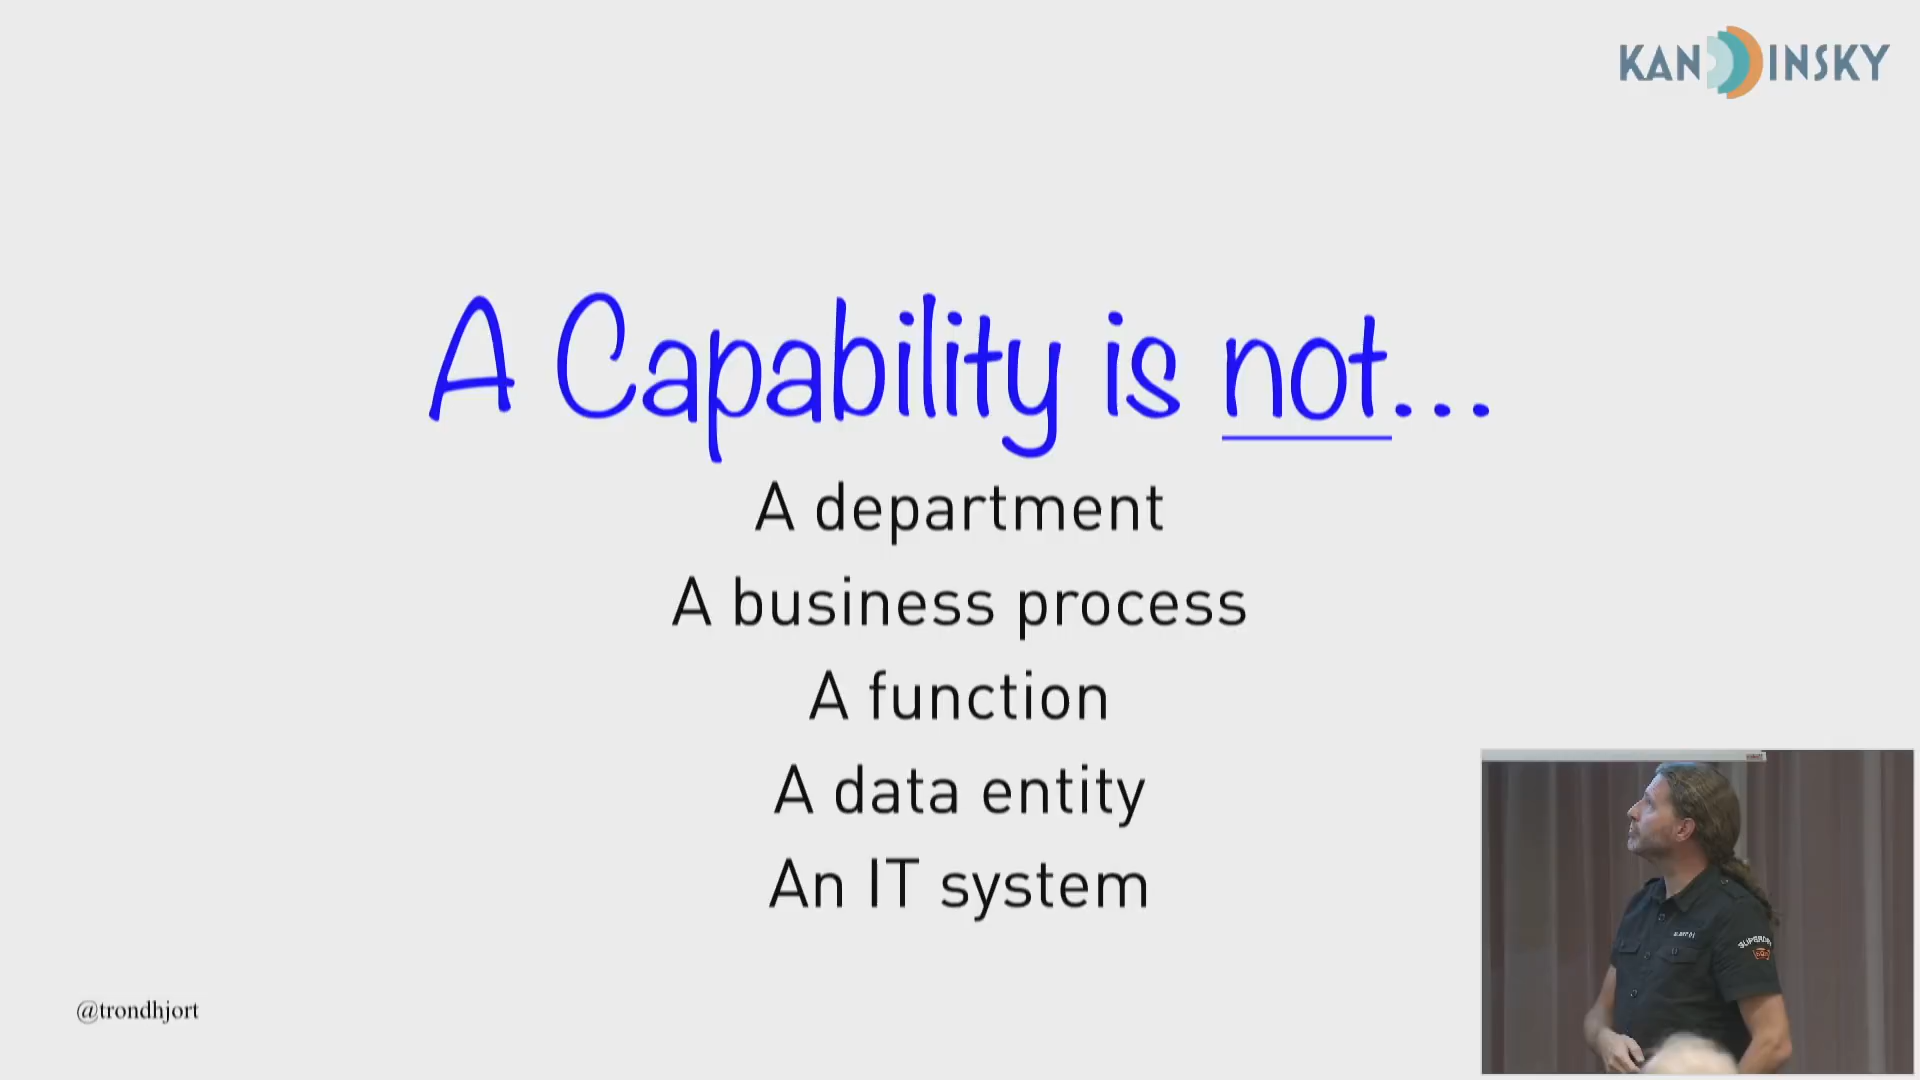 KANDINSKY
A Capability is not...
A department
A business process
A function
A data entity
An IT system
@trondhjort